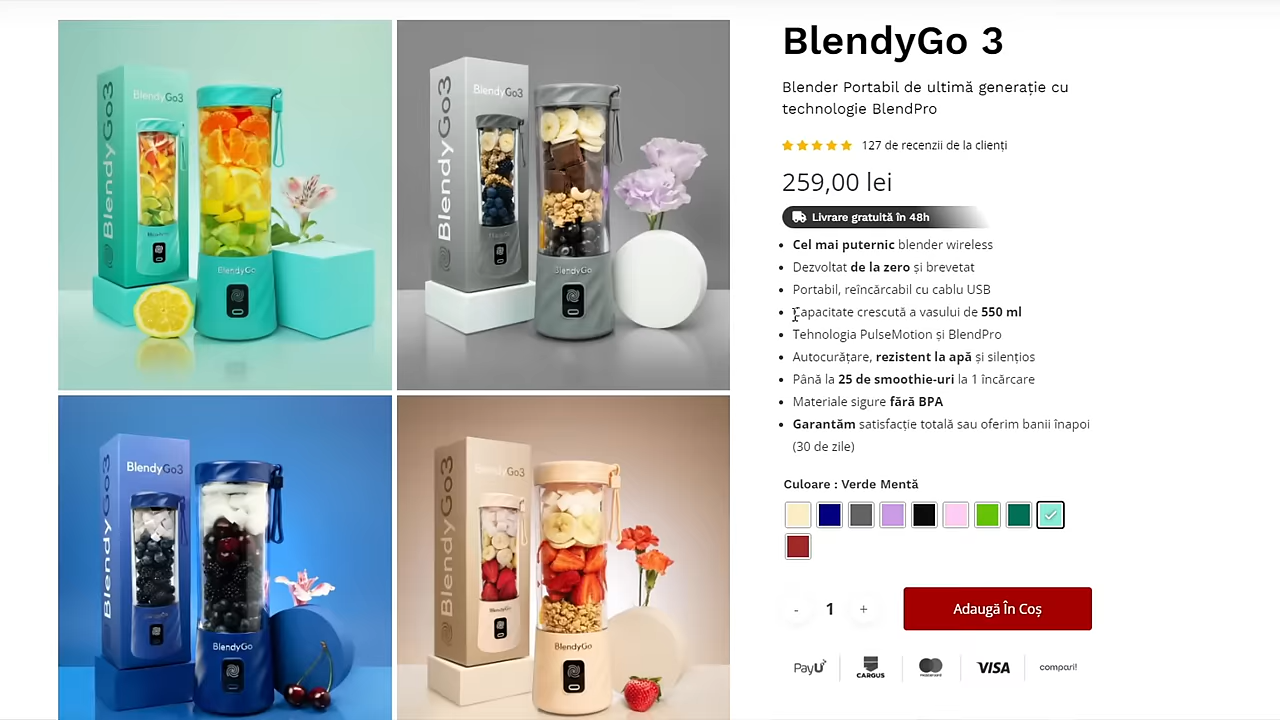 BlendyGo3
BlendyGo3
BlendyGo
BlendyGo3
BlendyGo3
BlendyGo
BlendyGo3
BlendyGo3
BlendyGo
BlendyGo3
BlendyGo3
BlendyGo
BlendyGo 3
Blender Portabil de ultimă generație cu
technologie BlendPro
127 de recenzii de la clienți
259,00 lei
Livrare gratuită în 48h
Cel mai puternic blender wireless
Dezvoltat de la zero și brevetat
Portabil, reîncărcabil cu cablu USB
Capacitate crescută a vasului de 550 ml
Tehnologia PulseMotion și BlendPro
Autocurățare, rezistent la apă și silențios
Până la 25 de smoothie-uri la 1 încărcare
Materiale sigure fără BPA
Garantăm satisfacție totală sau oferim banii înapoi
(30 de zile)
Culoare : Verde Mentă
- 1 +
Adaugă În Coș
PayU
CARGUS
mastercard
VISA
compari!